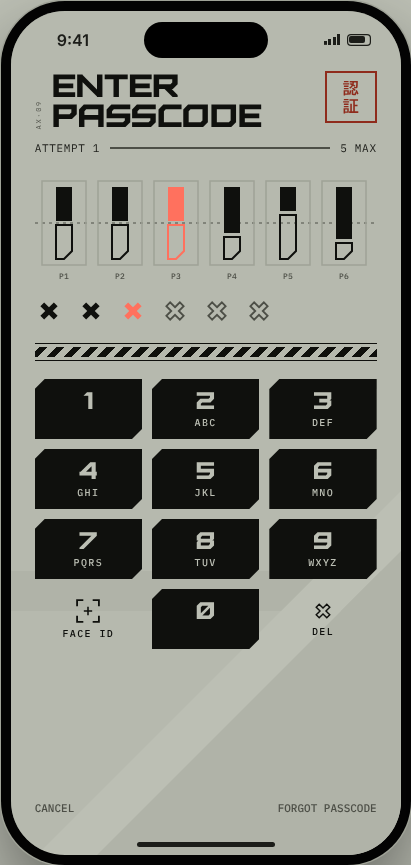 9:41
AX·09
ENTER
PASSCODE
認
証
ATTEMPT 1
5 MAX
P1 P2 P3 P4 P5 P6
1
2
ABC
3
DEF
4
GHI
5
JKL
6
MNO
7
PQRS
8
TUV
9
WXYZ
FACE ID
0
DEL
CANCEL
FORGOT PASSCODE